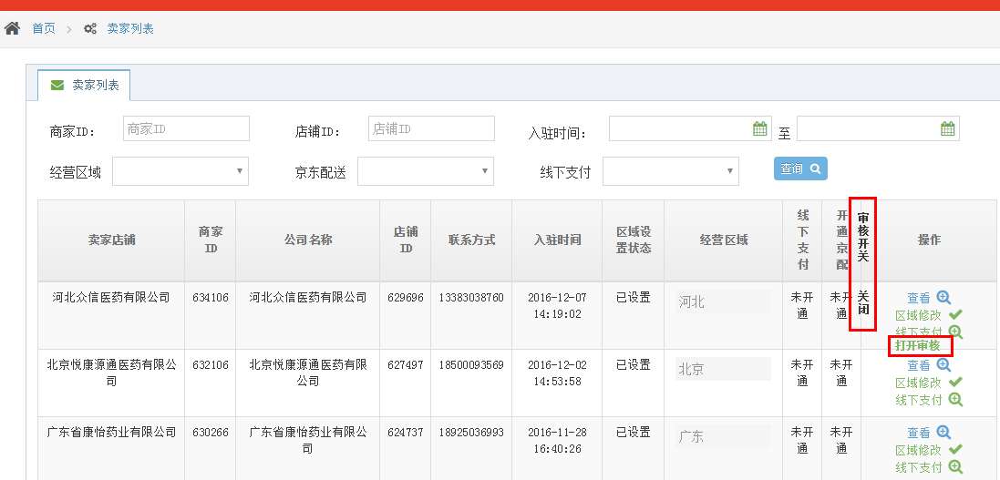 首页 > 卖家列表
卖家列表
商家ID： 商家ID 店铺ID： 店铺ID 入驻时间： 至
经营区域 京东配送 线下支付 查询
卖家店铺 商家ID 公司名称 店铺ID 联系方式 入驻时间 区域设置状态 经营区域 线下支付 开通京配 审核开关 操作
河北众信医药有限公司 634106 河北众信医药有限公司 629696 13383038760 2016-12-07 14:19:02 已设置 河北 未开通 未开通 关闭 查看
区域修改
线下支付
打开审核
北京悦康源通医药有限公司 632106 北京悦康源通医药有限公司 627497 18500093569 2016-12-02 14:53:58 已设置 北京 未开通 未开通 查看
区域修改
线下支付
广东省康怡药业有限公司 630266 广东省康怡药业有限公司 624737 18925036993 2016-11-28 16:40:26 已设置 广东 未开通 未开通 查看
区域修改
线下支付